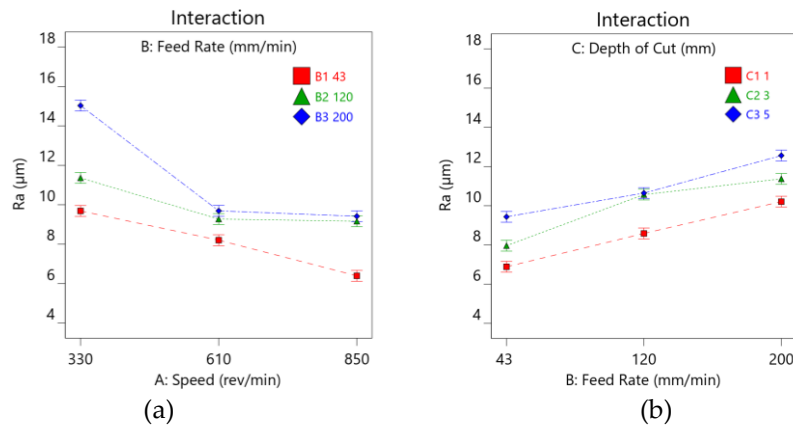 Interaction
B: Feed Rate (mm/min)
B1 43
B2 120
B3 200
18
16
14
12
10
8
6
4
Ra (µm)
330 610 850
A: Speed (rev/min)
(a)
Interaction
C: Depth of Cut (mm)
C1 1
C2 3
C3 5
18
16
14
12
10
8
6
4
Ra (µm)
43 120 200
B: Feed Rate (mm/min)
(b)